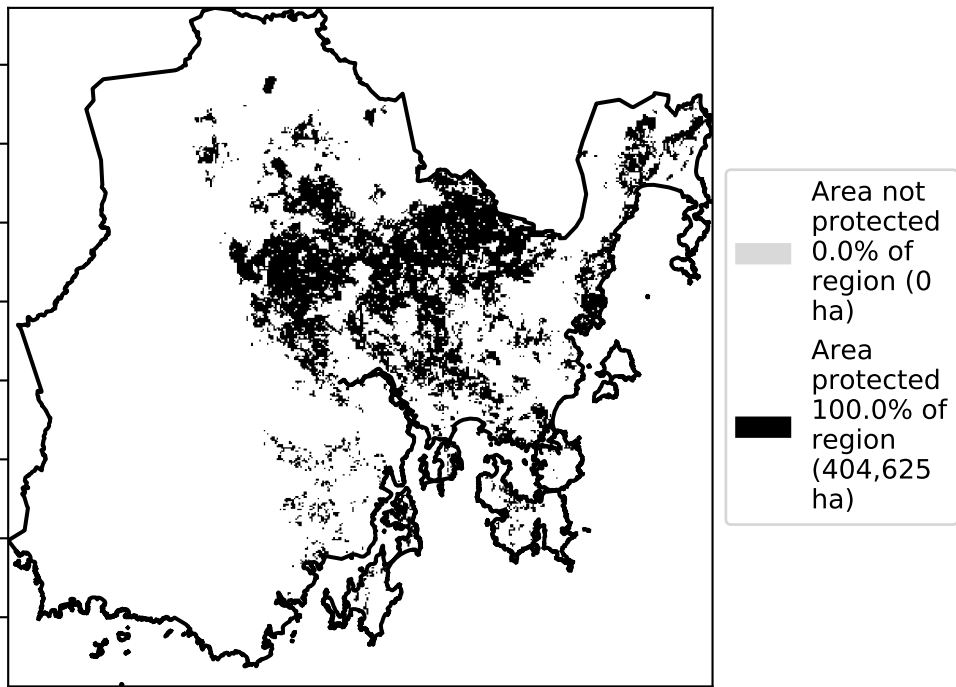 Area not
protected
0.0% of
region (0
ha)
Area
protected
100.0% of
region
(404,625
ha)